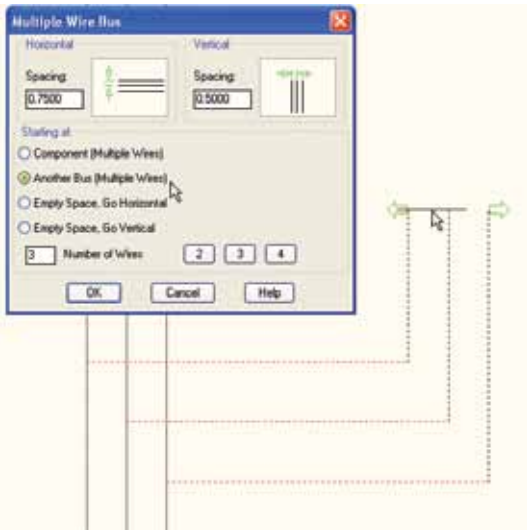 Multiple Wire Bus
Horizontal
Vertical
Spacing:
0.7500
Spacing:
0.5000
Starting at:
Component (Multiple Wires)
Another Bus (Multiple Wires)
Empty Space, Go Horizontal
Empty Space, Go Vertical
3 Number of Wires 2 3 4
OK Cancel Help